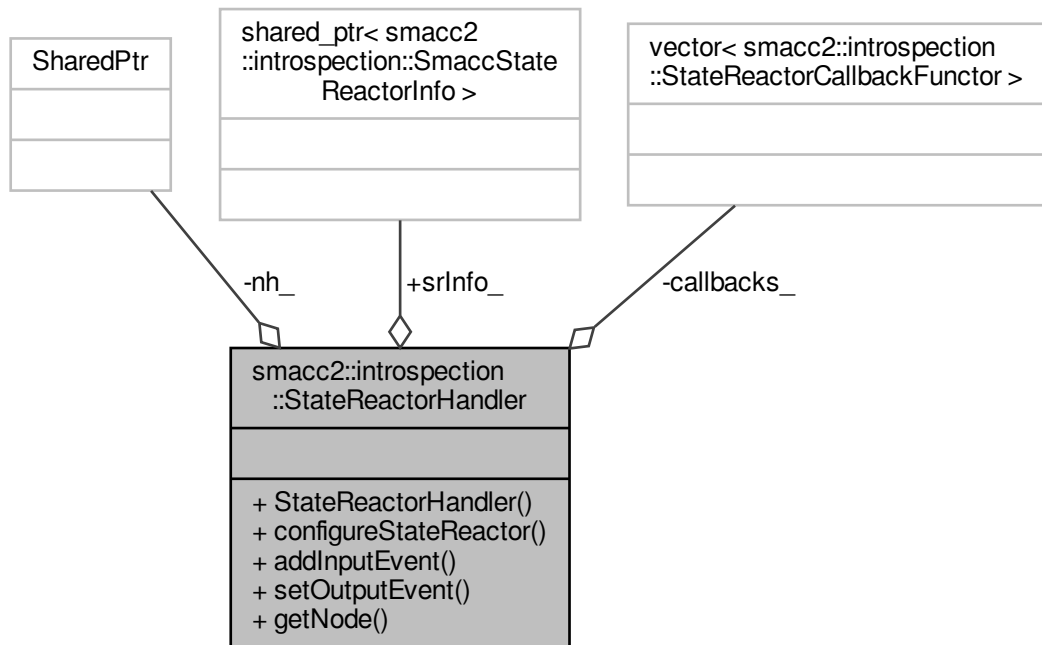 SharedPtr
shared_ptr< smacc2
::introspection::SmaccState
ReactorInfo >
vector< smacc2::introspection
::StateReactorCallbackFunctor >
-nh_
+srInfo_
-callbacks_
smacc2::introspection
::StateReactorHandler
+ StateReactorHandler()
+ configureStateReactor()
+ addInputEvent()
+ setOutputEvent()
+ getNode()